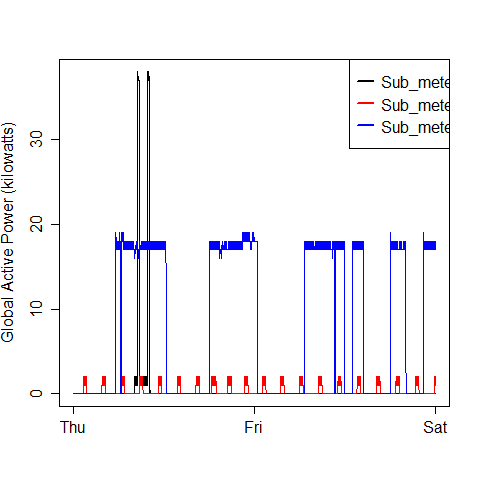 Sub_mete
Sub_mete
Sub_mete
Global Active Power (kilowatts)
30
20
10
0
Thu Fri Sat